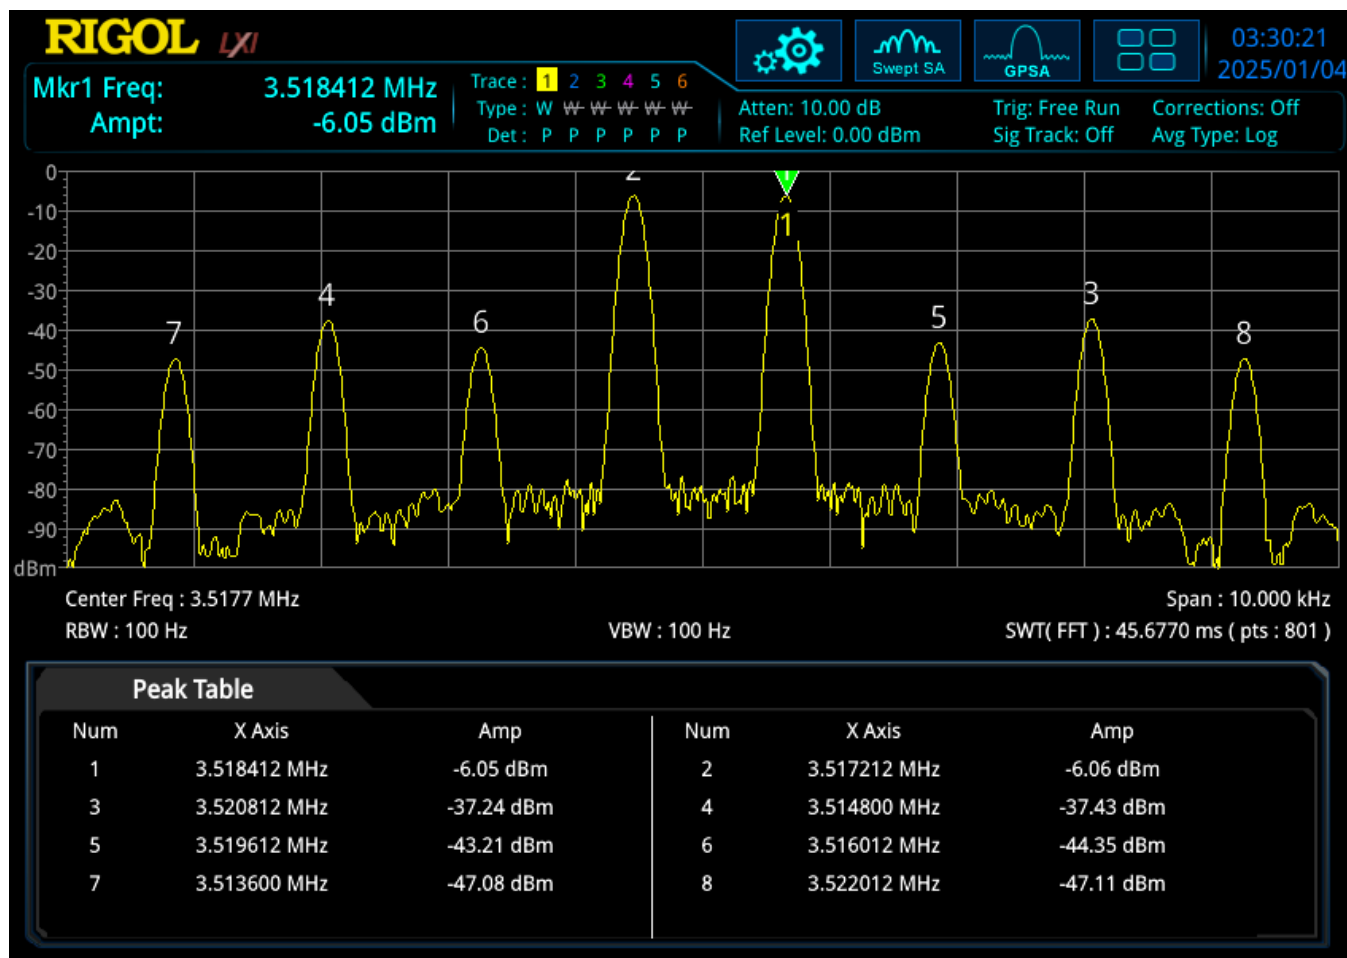 RIGOL LXI
Swept SA
GPSA
03:30:21
2025/01/04
Mkr1 Freq: 3.518412 MHz
Ampt: -6.05 dBm
Trace: 1 2 3 4 5 6
Type: W W W W W W
Det: P P P P P P
Atten: 10.00 dB
Ref Level: 0.00 dBm
Trig: Free Run
Sig Track: Off
Corrections: Off
Avg Type: Log
0
-10
-20
-30
-40
-50
-60
-70
-80
-90
dBm
7
4
6
2
1
1
5
3
8
Center Freq : 3.5177 MHz
Span : 10.000 kHz
RBW : 100 Hz
VBW : 100 Hz
SWT( FFT ) : 45.6770 ms ( pts : 801 )
Peak Table
Num X Axis Amp Num X Axis Amp
1 3.518412 MHz -6.05 dBm 2 3.517212 MHz -6.06 dBm
3 3.520812 MHz -37.24 dBm 4 3.514800 MHz -37.43 dBm
5 3.519612 MHz -43.21 dBm 6 3.516012 MHz -44.35 dBm
7 3.513600 MHz -47.08 dBm 8 3.522012 MHz -47.11 dBm